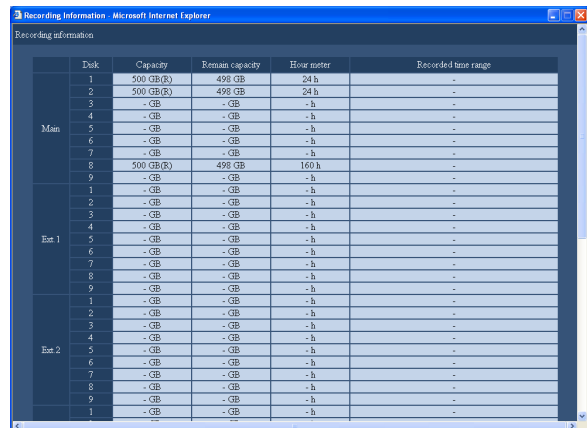 Recording Information - Microsoft Internet Explorer
Recording information
Disk Capacity Remain capacity Hour meter Recorded time range
Main
1 500 GB(R) 498 GB 24 h -
2 500 GB(R) 498 GB 24 h -
3 - GB - GB - h -
4 - GB - GB - h -
5 - GB - GB - h -
6 - GB - GB - h -
7 - GB - GB - h -
8 500 GB(R) 498 GB 160 h -
9 - GB - GB - h -
Ext.1
1 - GB - GB - h -
2 - GB - GB - h -
3 - GB - GB - h -
4 - GB - GB - h -
5 - GB - GB - h -
6 - GB - GB - h -
7 - GB - GB - h -
8 - GB - GB - h -
9 - GB - GB - h -
Ext.2
1 - GB - GB - h -
2 - GB - GB - h -
3 - GB - GB - h -
4 - GB - GB - h -
5 - GB - GB - h -
6 - GB - GB - h -
7 - GB - GB - h -
8 - GB - GB - h -
9 - GB - GB - h -
1 - GB - GB - h -